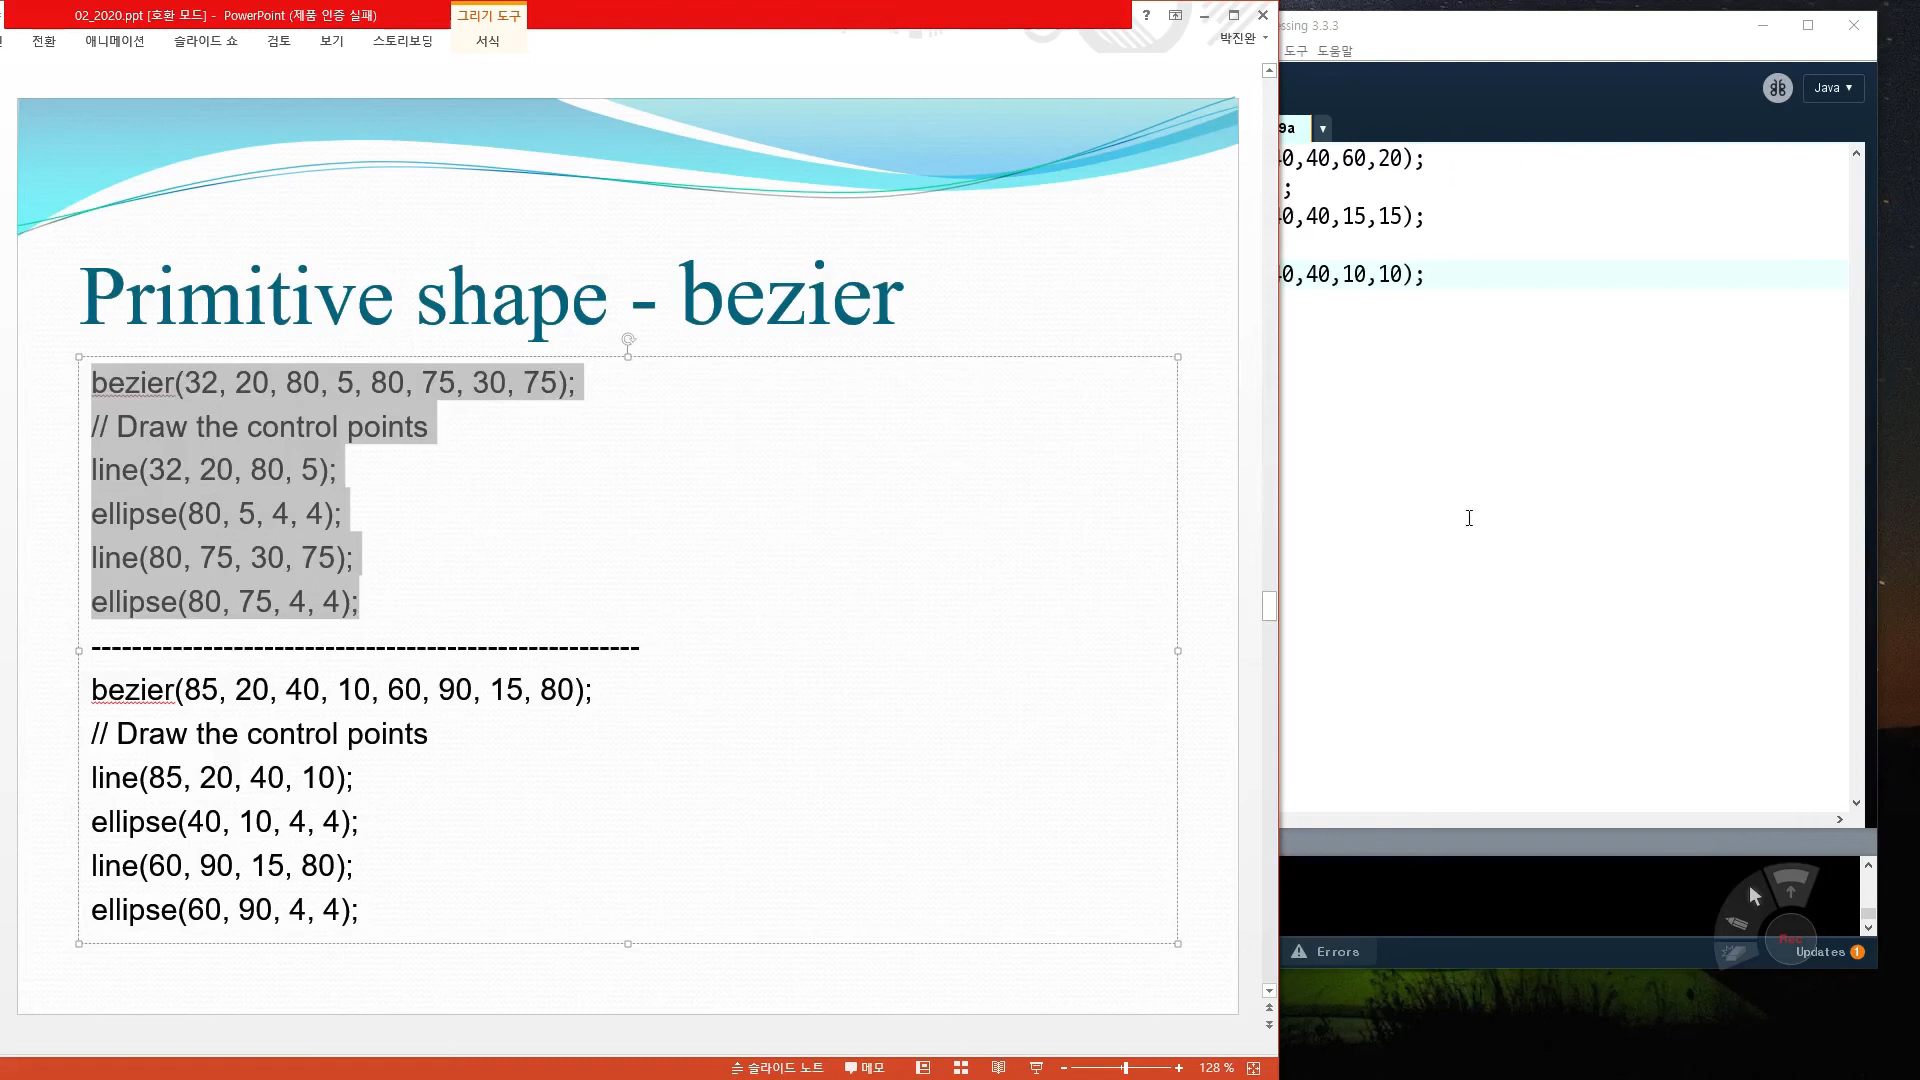 02_2020.ppt [호환 모드] - PowerPoint (제품 인증 실패)
그리기 도구
?
전환
애니메이션
슬라이드 쇼
검토
보기
스토리보딩
서식
박진완
Primitive shape - bezier
bezier(32, 20, 80, 5, 80, 75, 30, 75);
// Draw the control points
line(32, 20, 80, 5);
ellipse(80, 5, 4, 4);
line(80, 75, 30, 75);
ellipse(80, 75, 4, 4);
------------------------------------------------------
bezier(85, 20, 40, 10, 60, 90, 15, 80);
// Draw the control points
line(85, 20, 40, 10);
ellipse(40, 10, 4, 4);
line(60, 90, 15, 80);
ellipse(60, 90, 4, 4);
슬라이드 노트
메모
128 %
essing 3.3.3
도구
도움말
Java
9a
0,40,60,20);
;
0,40,15,15);
0,40,10,10);
Rec
Errors
Updates 1